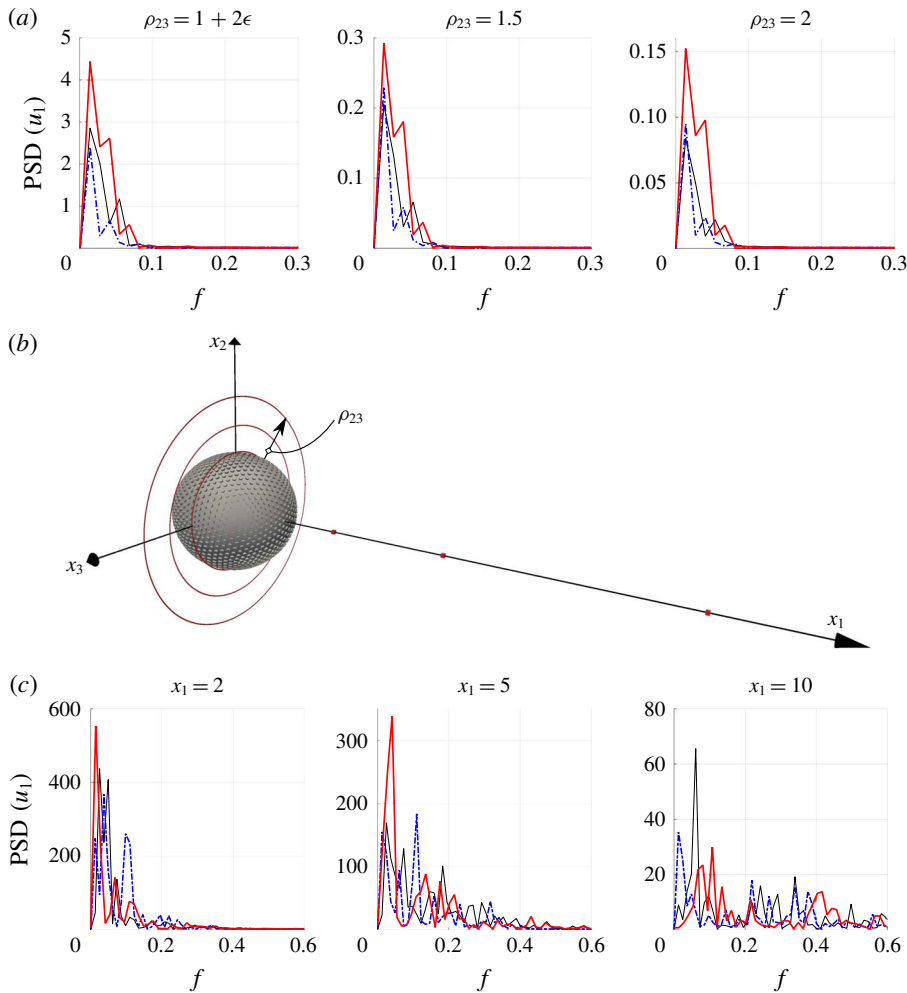 (a)
ρ23 = 1 + 2ϵ
ρ23 = 1.5
ρ23 = 2
PSD (u1)
5
4
3
2
1
0
0.1
0.2
0.3
f
0.3
0.2
0.1
0
0.1
0.2
0.3
f
0.15
0.10
0.05
0
0.1
0.2
0.3
f
(b)
x2
ρ23
x3
x1
(c)
x1 = 2
x1 = 5
x1 = 10
PSD (u1)
600
400
200
0
0.2
0.4
0.6
f
300
200
100
0
0.2
0.4
0.6
f
80
60
40
20
0
0.2
0.4
0.6
f